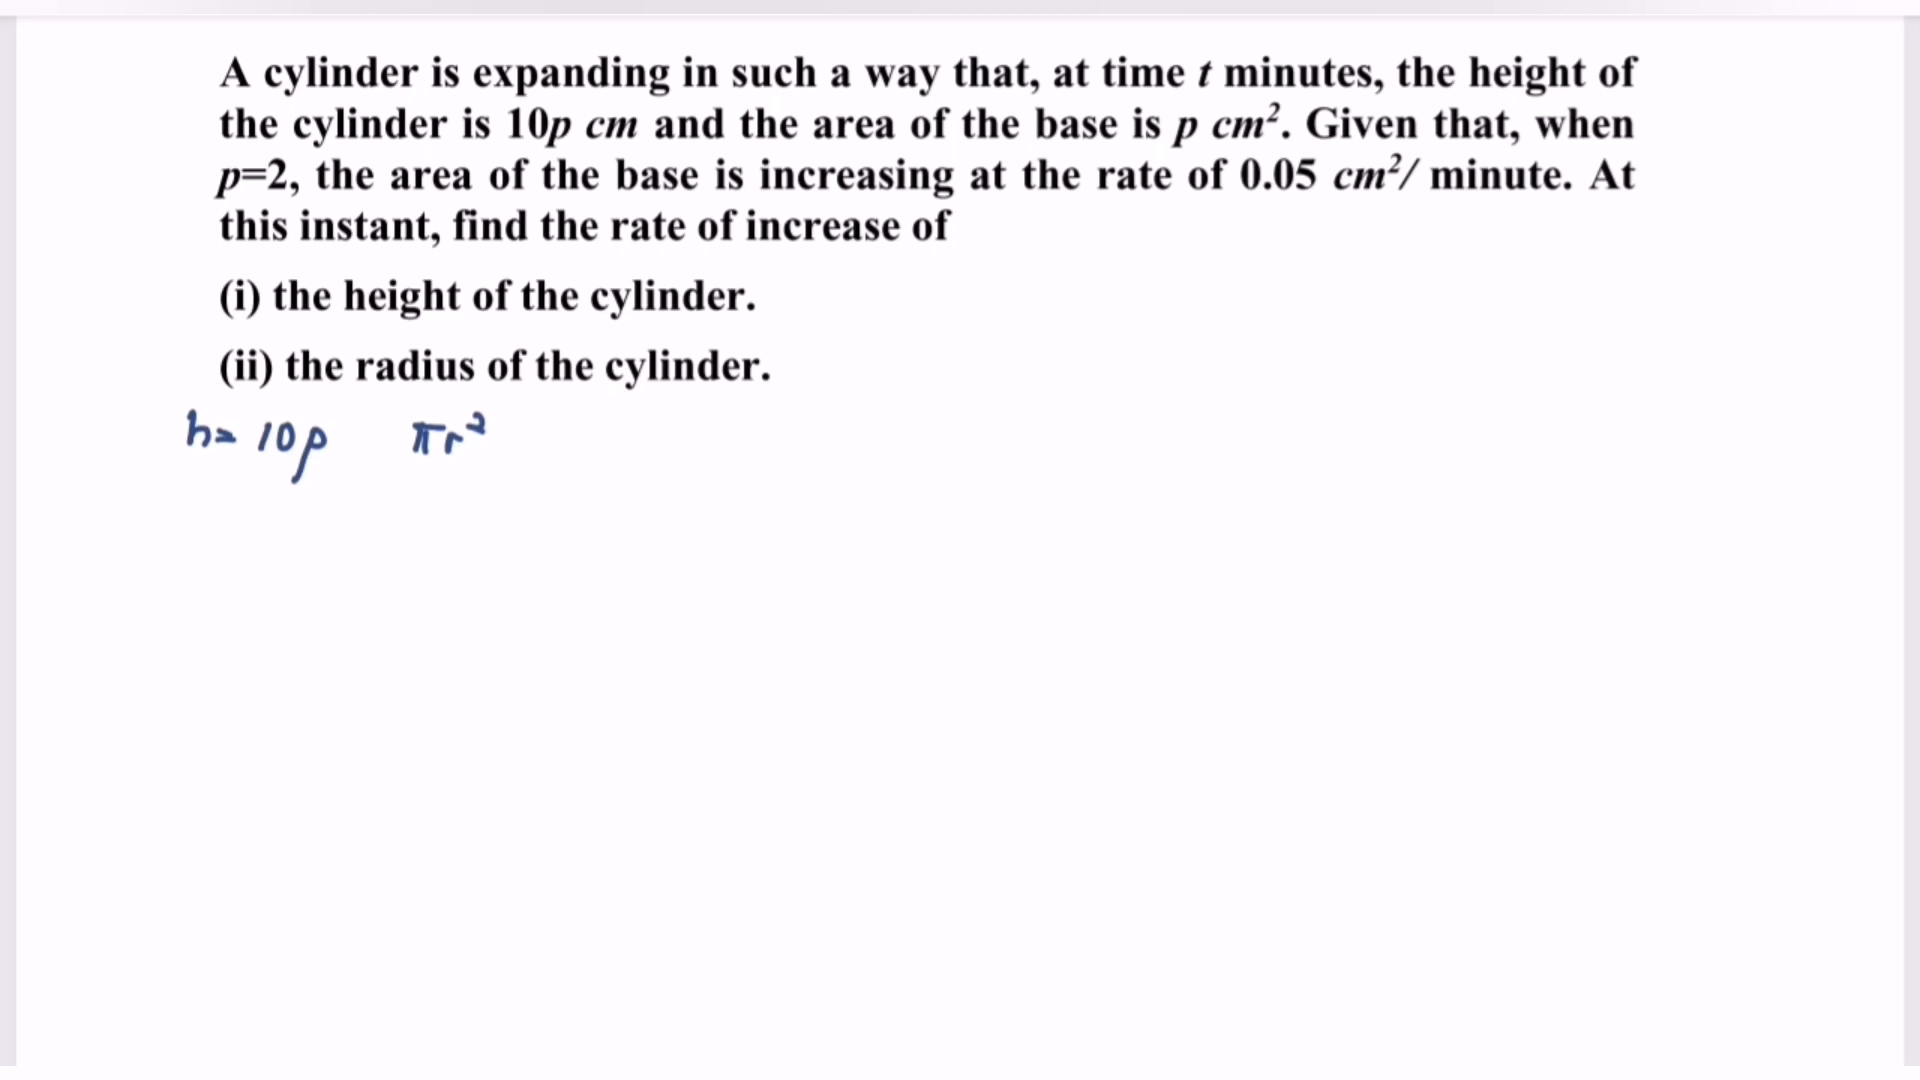 A cylinder is expanding in such a way that, at time t minutes, the height of
the cylinder is 10p cm and the area of the base is p cm². Given that, when
p=2, the area of the base is increasing at the rate of 0.05 cm²/ minute. At
this instant, find the rate of increase of
(i) the height of the cylinder.
(ii) the radius of the cylinder.
h= 10p πr²